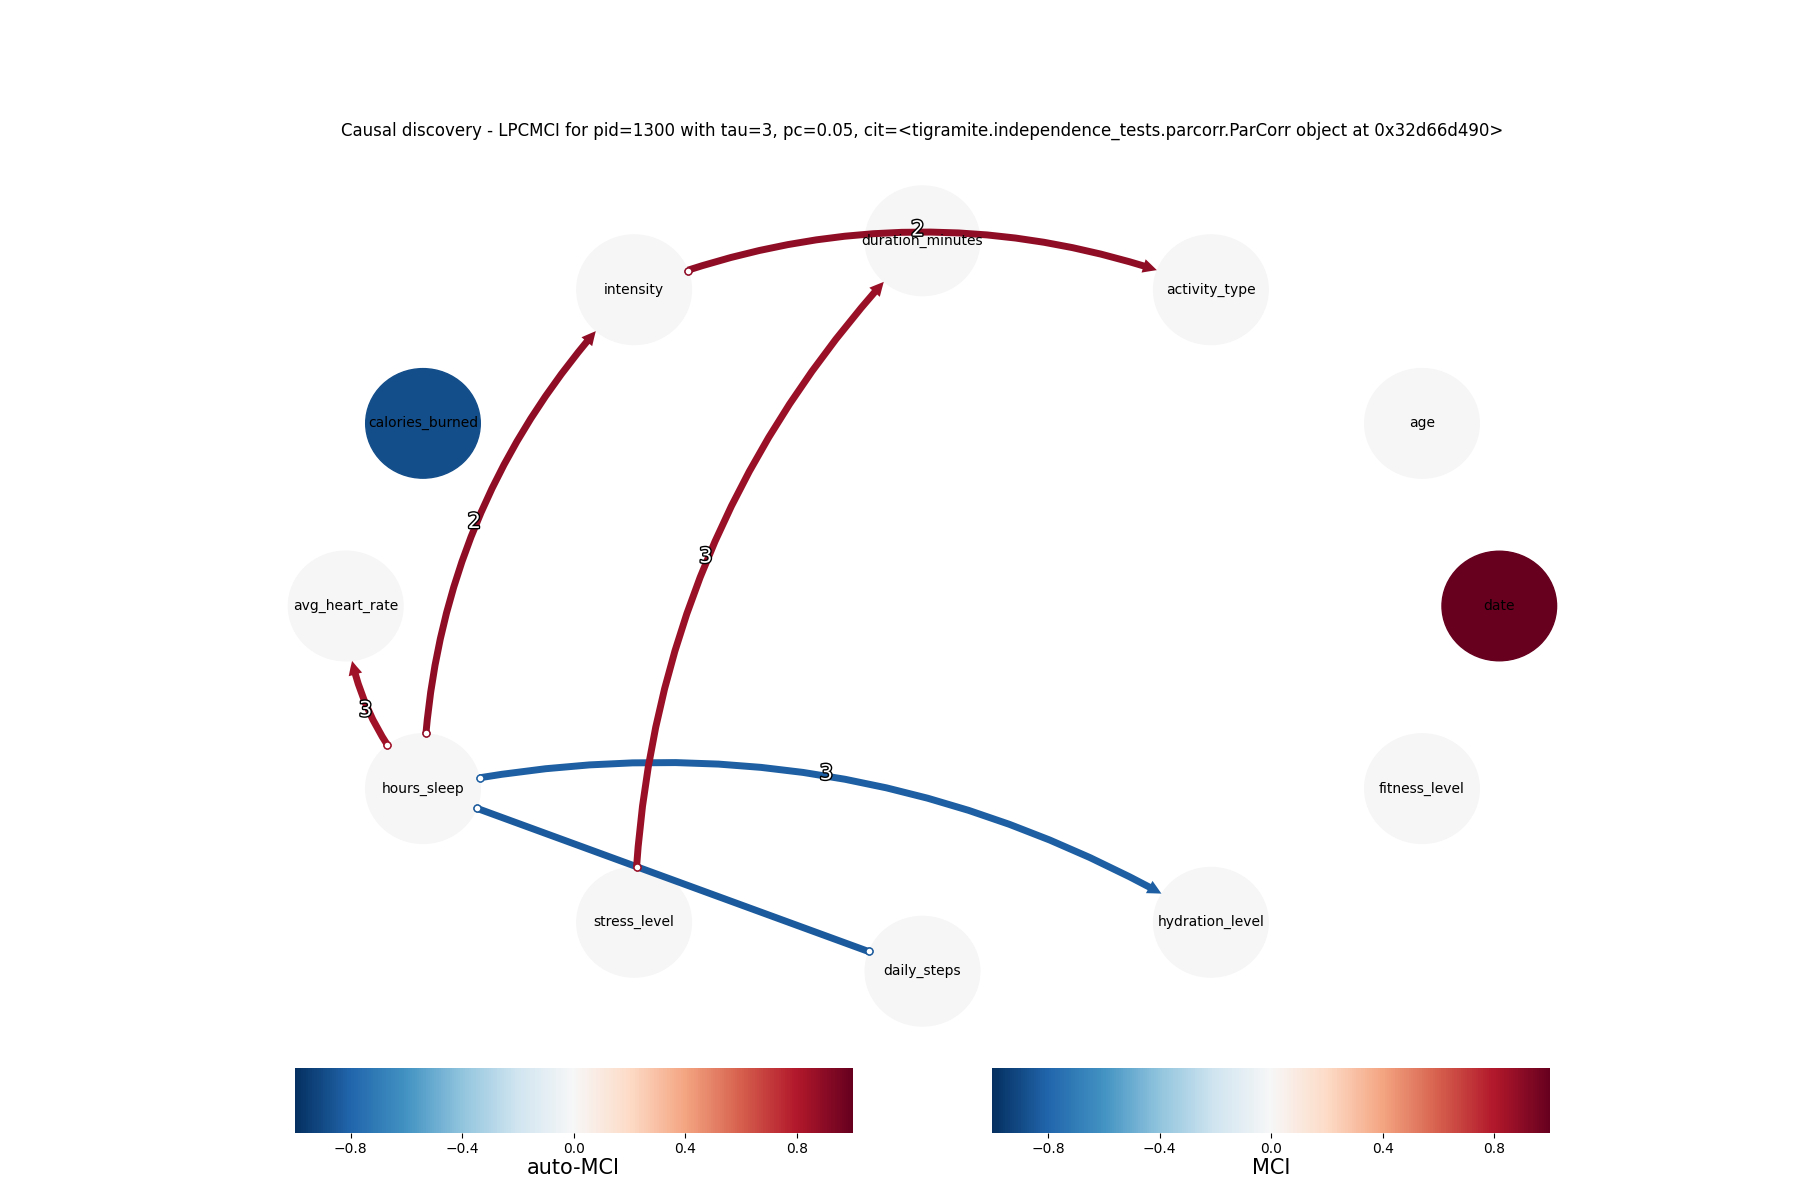 Causal discovery - LPCMCI for pid=1300 with tau=3, pc=0.05, cit=<tigramite.independence_tests.parcorr.ParCorr object at 0x32d66d490>
2
duration_minutes
intensity
activity_type
calories_burned
age
2
3
avg_heart_rate
date
3
3
hours_sleep
fitness_level
stress_level
hydration_level
daily_steps
−0.8 −0.4 0.0 0.4 0.8
auto-MCI
−0.8 −0.4 0.0 0.4 0.8
MCI